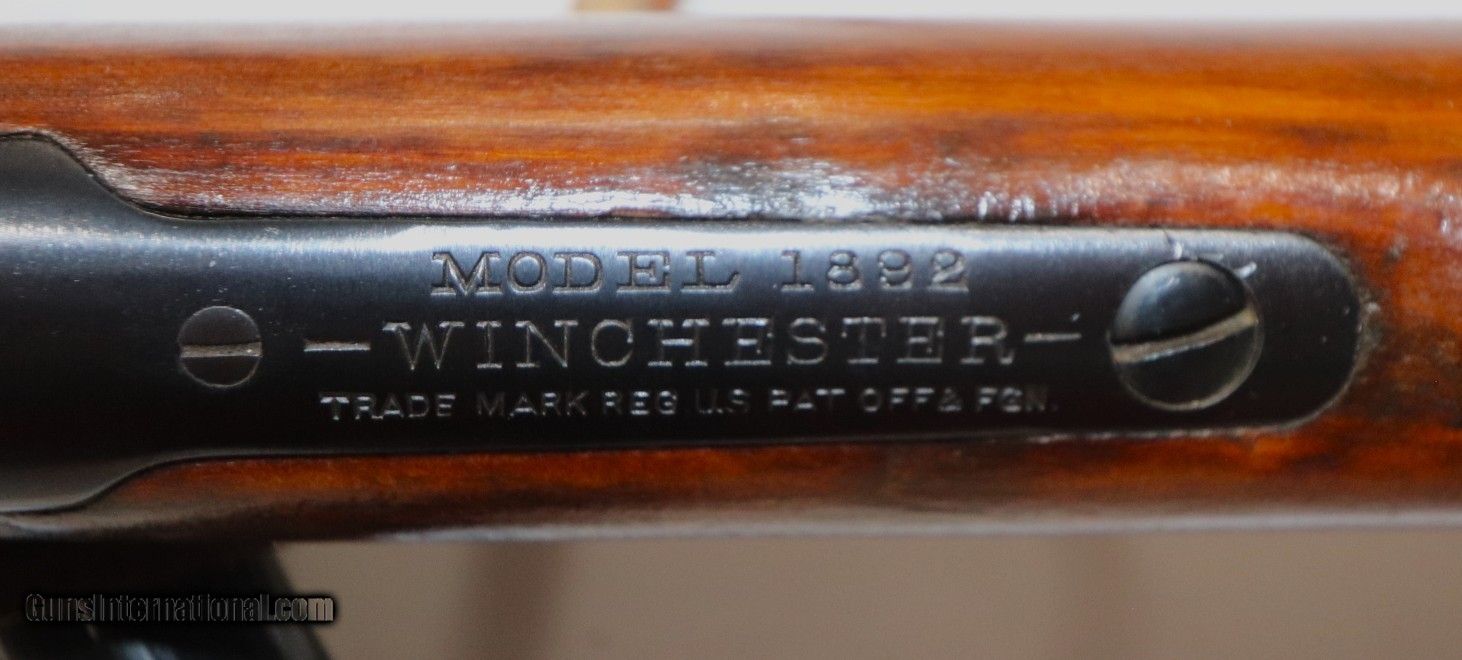 MODEL 1892
—WINCHESTER—
TRADE MARK REG U.S PAT OFF & FGN.
GunsInternational.com